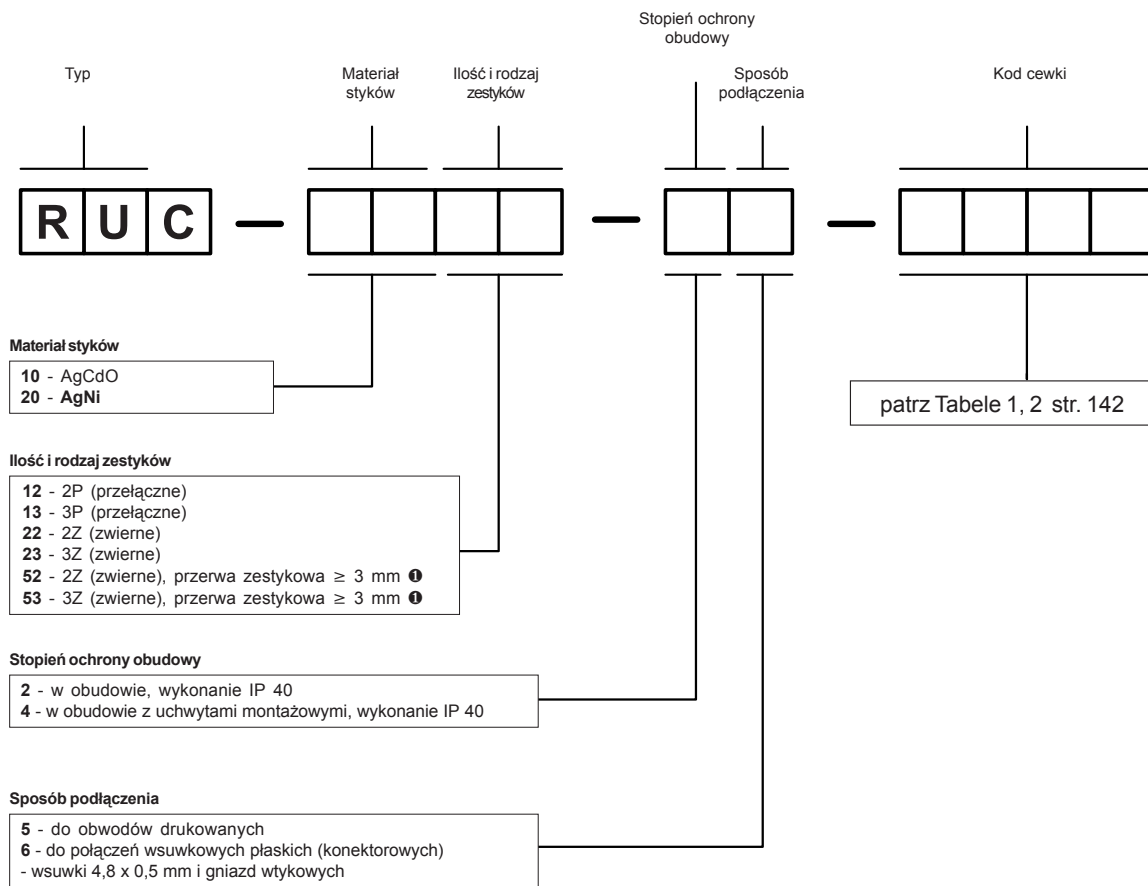 Stopień ochrony
obudowy
Typ
Materiał
styków
Ilość i rodzaj
zestyków
Sposób
podłączenia
Kod cewki
R U C — — —
Materiał styków
10 - AgCdO
20 - AgNi
patrz Tabele 1, 2 str. 142
Ilość i rodzaj zestyków
12 - 2P (przełączne)
13 - 3P (przełączne)
22 - 2Z (zwierne)
23 - 3Z (zwierne)
52 - 2Z (zwierne), przerwa zestykowa ≥ 3 mm ❶
53 - 3Z (zwierne), przerwa zestykowa ≥ 3 mm ❶
Stopień ochrony obudowy
2 - w obudowie, wykonanie IP 40
4 - w obudowie z uchwytami montażowymi, wykonanie IP 40
Sposób podłączenia
5 - do obwodów drukowanych
6 - do połączeń wsuwkowych płaskich (konektorowych)
- wsuwki 4,8 x 0,5 mm i gniazd wtykowych